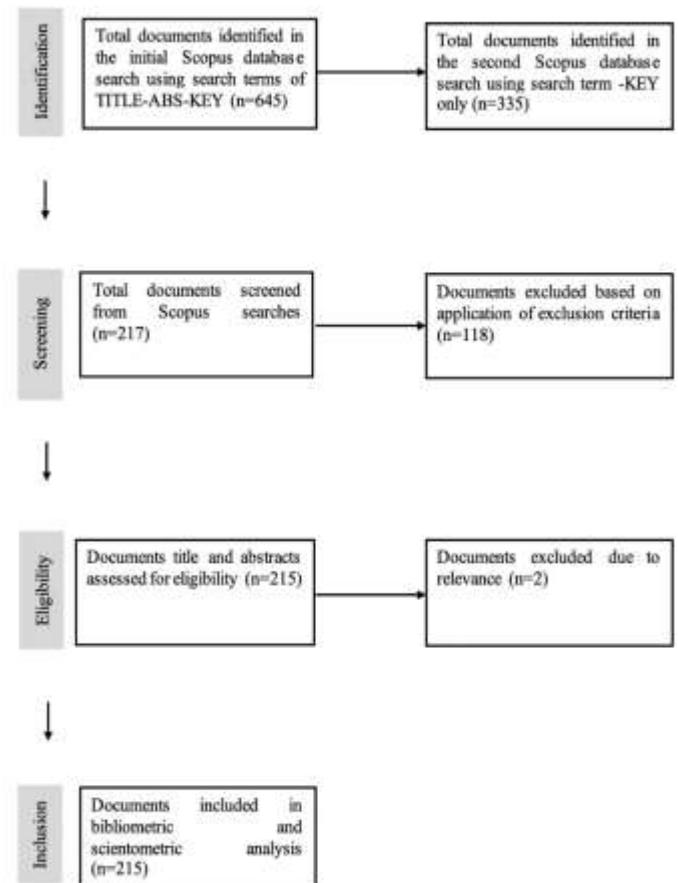 Identification
Total documents identified in
the initial Scopus database
search using search terms of
TITLE-ABS-KEY (n=645)
Total documents identified in
the second Scopus database
search using search term -KEY
only (n=335)
Screening
Total documents screened
from Scopus searches
(n=217)
Documents excluded based on
application of exclusion criteria
(n=118)
Eligibility
Documents title and abstracts
assessed for eligibility (n=215)
Documents excluded due to
relevance (n=2)
Inclusion
Documents included in
bibliometric and
scientometric analysis
(n=215)